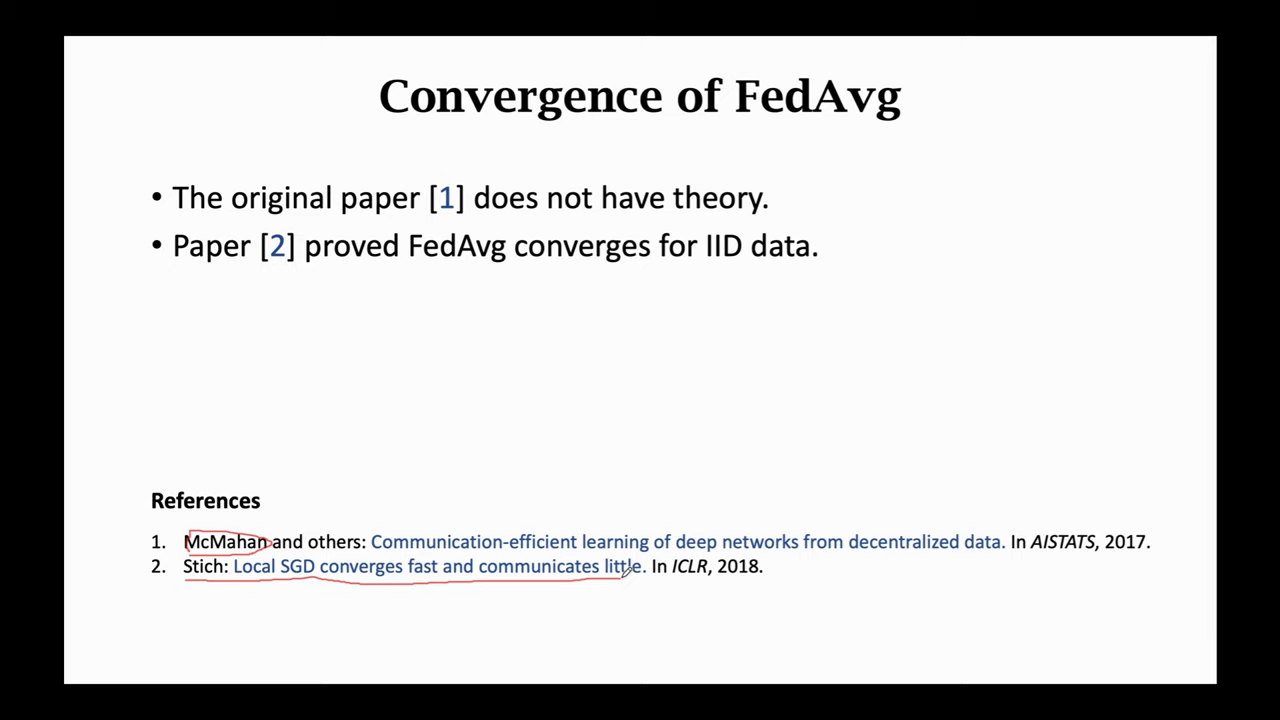 Convergence of FedAvg
• The original paper [1] does not have theory.
• Paper [2] proved FedAvg converges for IID data.
References
1. McMahan and others: Communication-efficient learning of deep networks from decentralized data. In AISTATS, 2017.
2. Stich: Local SGD converges fast and communicates little. In ICLR, 2018.